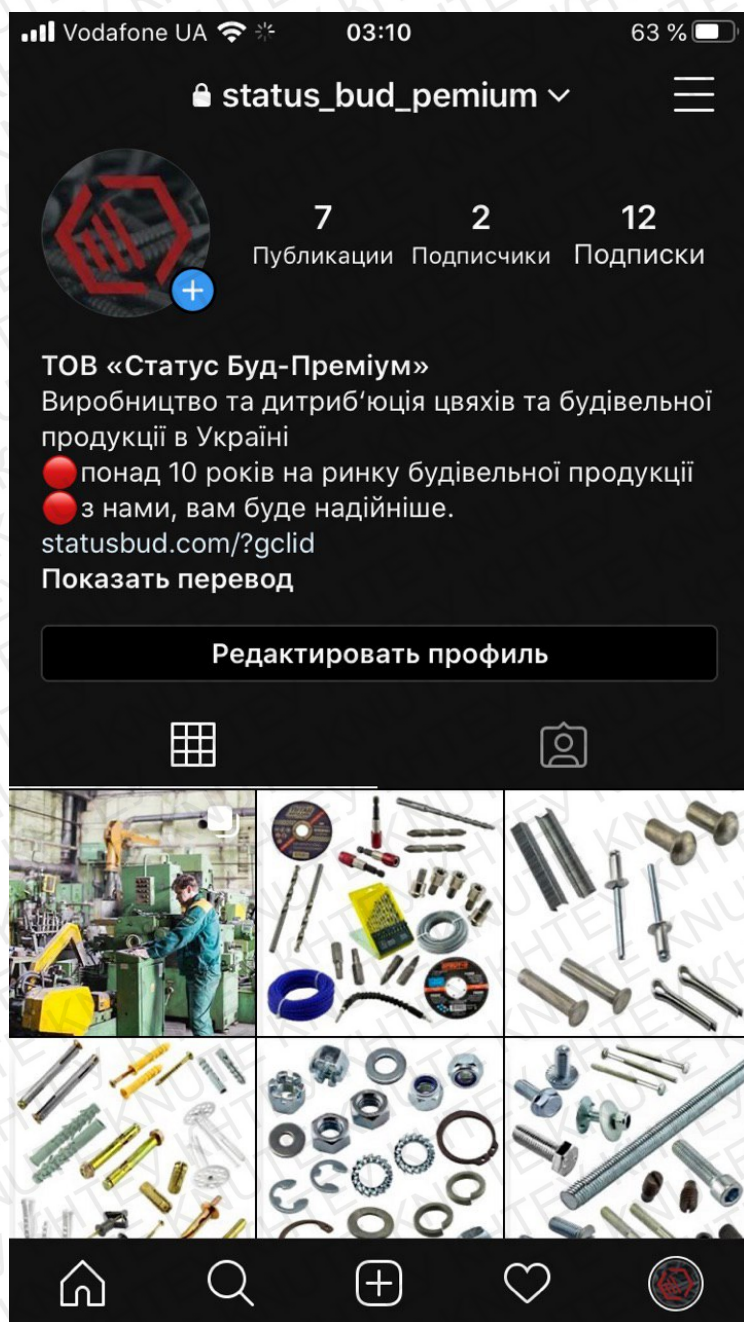 Vodafone UA 03:10 63 %
status_bud_pemium
7 2 12
Публикации Подписчики Подписки
ТОВ «Статус Буд-Преміум»
Виробництво та дитриб‘юція цвяхів та будівельної
продукції в Україні
понад 10 років на ринку будівельної продукції
з нами, вам буде надійніше.
statusbud.com/?gclid
Показать перевод
Редактировать профиль